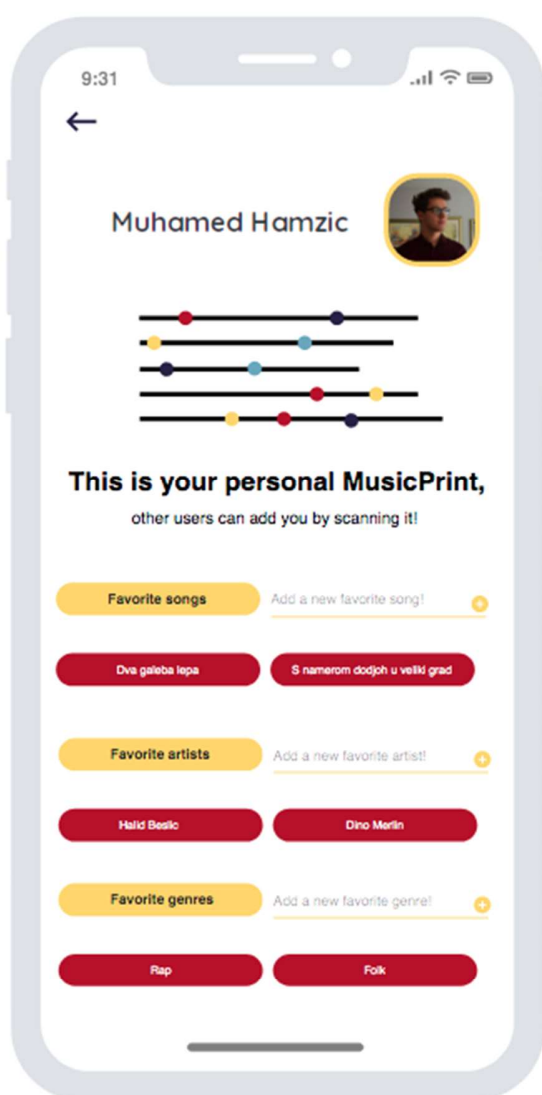 9:31
Muhamed Hamzic
This is your personal MusicPrint,
other users can add you by scanning it!
Favorite songs Add a new favorite song!
Dva galeba lepa S namerom dodjoh u veliki grad
Favorite artists Add a new favorite artist!
Halid Beslic Dino Merlin
Favorite genres Add a new favorite genre!
Rap Folk